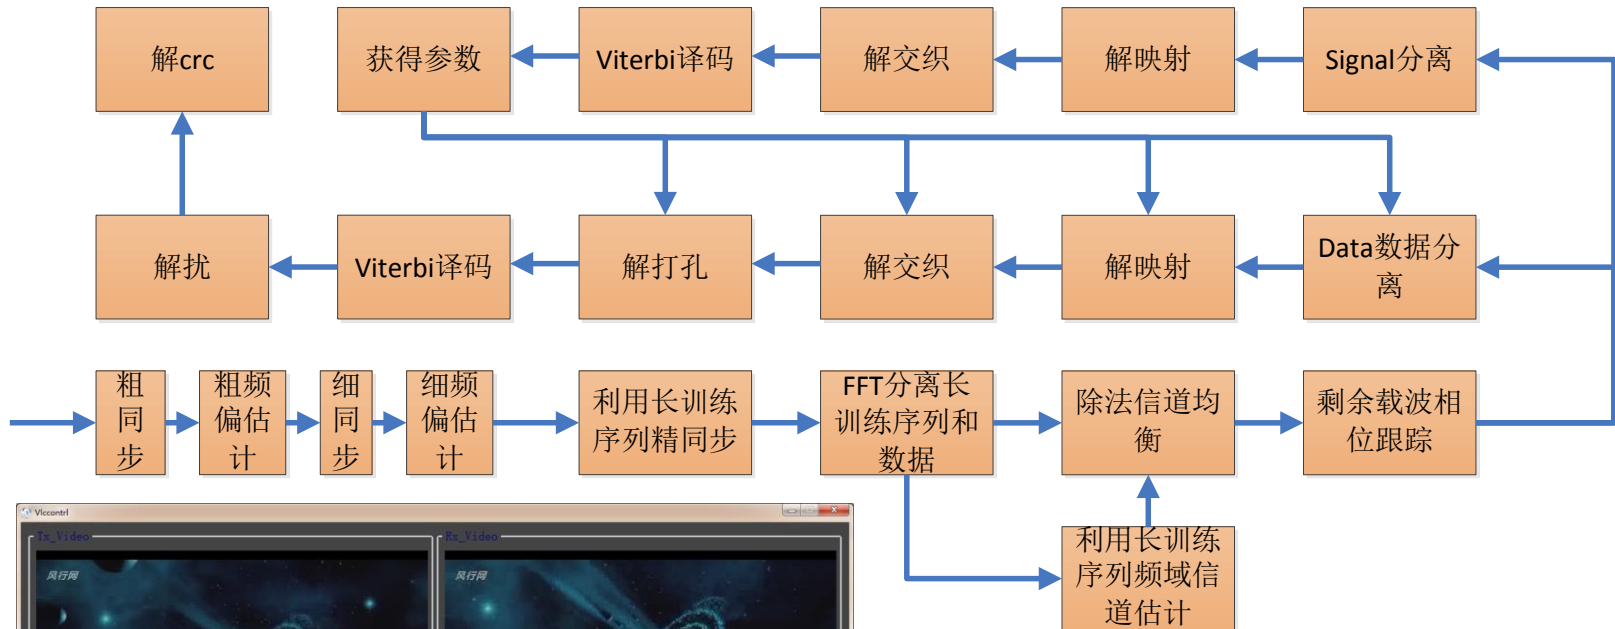 解crc
获得参数
Viterbi译码
解交织
解映射
Signal分离
解扰
Viterbi译码
解打孔
解交织
解映射
Data数据分
离
粗
同
步
粗频
偏估
计
细
同
步
细频
偏估
计
利用长训练
序列精同步
FFT分离长
训练序列和
数据
除法信道均
衡
剩余载波相
位跟踪
利用长训练
序列频域信
道估计
Vlccontrl
Tx_Video
Rx_Video
风行网
风行网